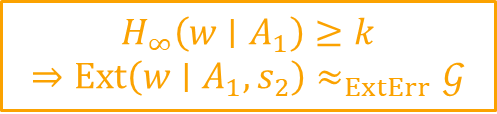 H∞(w | A₁) ≥ k
⇒ Ext(w | A₁, s₂) ≈ExtErr 𝒢